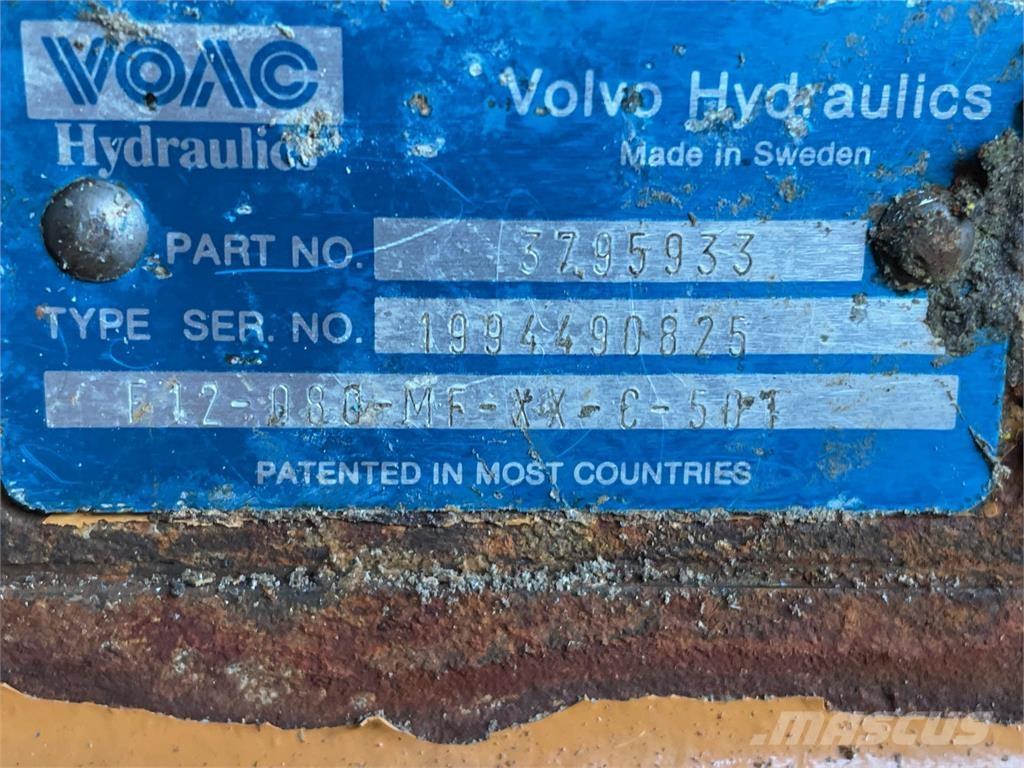 VOAC
Hydraulics
Volvo Hydraulics
Made in Sweden
PART NO. 3795933
TYPE SER. NO. 1994490825
F12-080-MF-XX-C-501
PATENTED IN MOST COUNTRIES
MASCUS